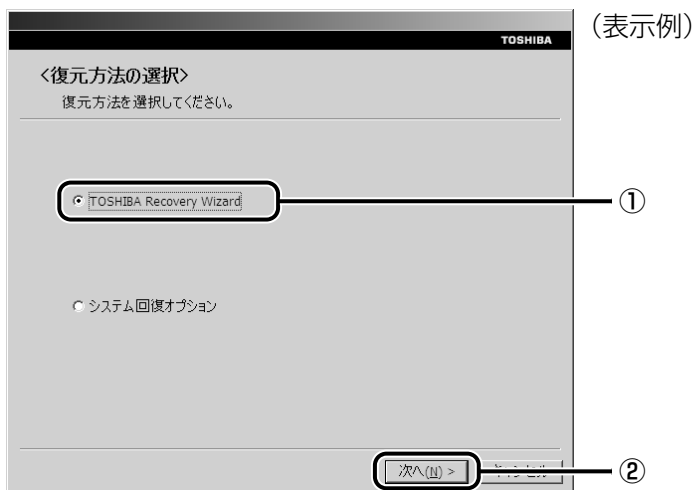 (表示例)
TOSHIBA
<復元方法の選択>
復元方法を選択してください。
TOSHIBA Recovery Wizard
①
システム回復オプション
次へ(N) >
②